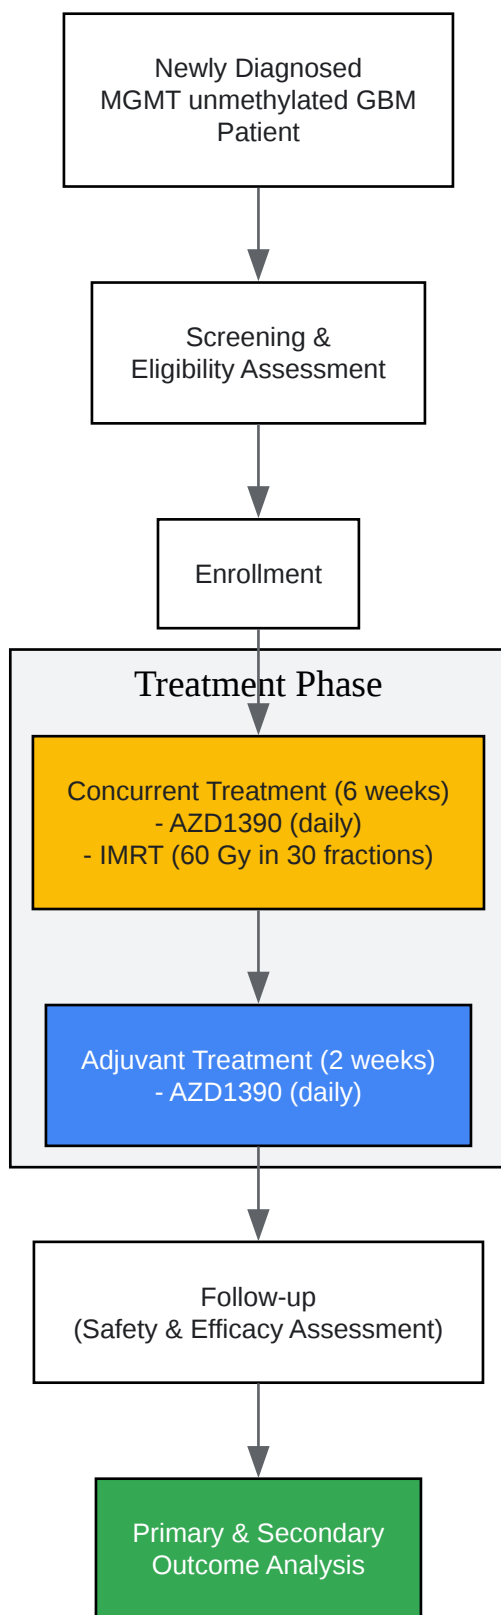 Newly Diagnosed
MGMT unmethylated GBM
Patient
Screening &
Eligibility Assessment
Enrollment
Treatment Phase
Concurrent Treatment (6 weeks)
- AZD1390 (daily)
- IMRT (60 Gy in 30 fractions)
Adjuvant Treatment (2 weeks)
- AZD1390 (daily)
Follow-up
(Safety & Efficacy Assessment)
Primary & Secondary
Outcome Analysis